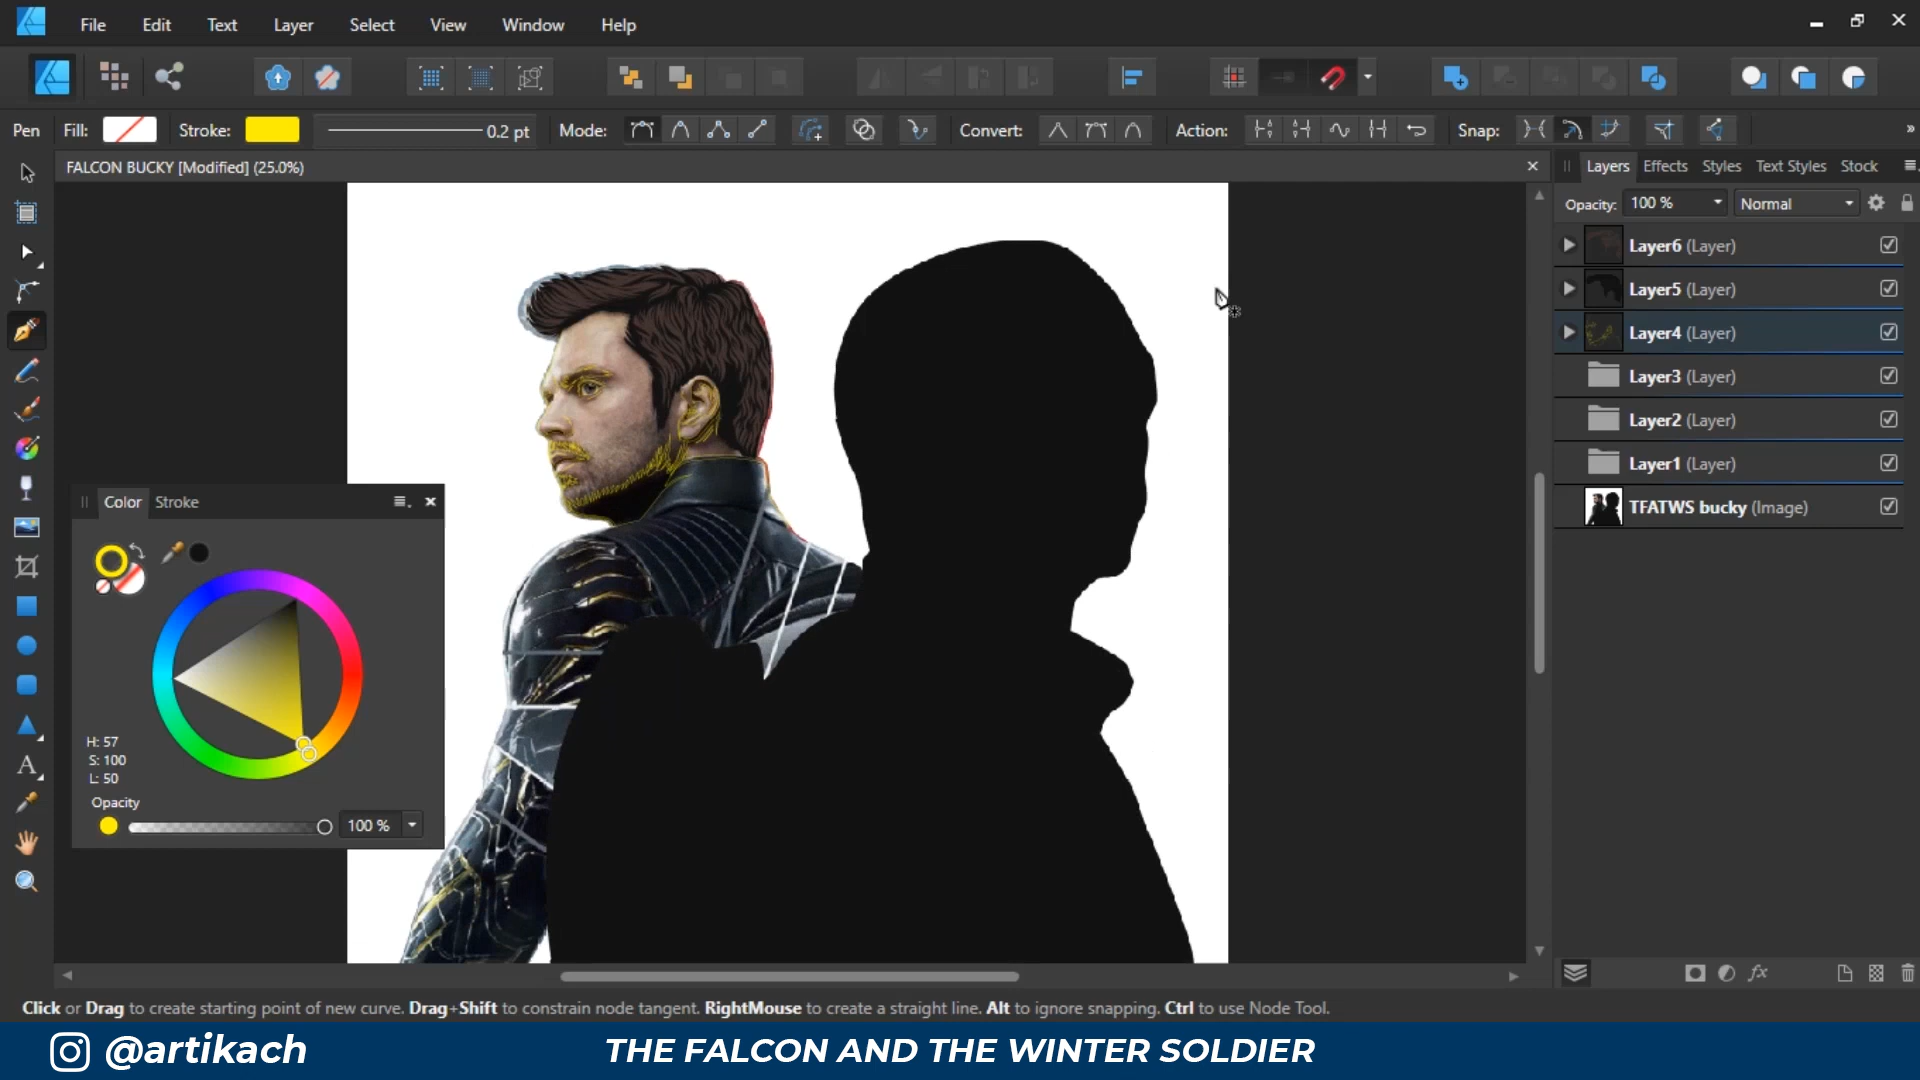 File Edit Text Layer Select View Window Help
Pen Fill: Stroke: 0.2 pt Mode: Convert: Action: Snap: »
FALCON BUCKY [Modified] (25.0%)
Layers Effects Styles Text Styles Stock
Opacity: 100 % Normal
Layer6 (Layer)
Layer5 (Layer)
Layer4 (Layer)
Layer3 (Layer)
Layer2 (Layer)
Layer1 (Layer)
TFATWS bucky (Image)
Color Stroke
H: 57
S: 100
L: 50
Opacity
100 %
A
fx
Click or Drag to create starting point of new curve. Drag+Shift to constrain node tangent. RightMouse to create a straight line. Alt to ignore snapping. Ctrl to use Node Tool.
@artikach
THE FALCON AND THE WINTER SOLDIER